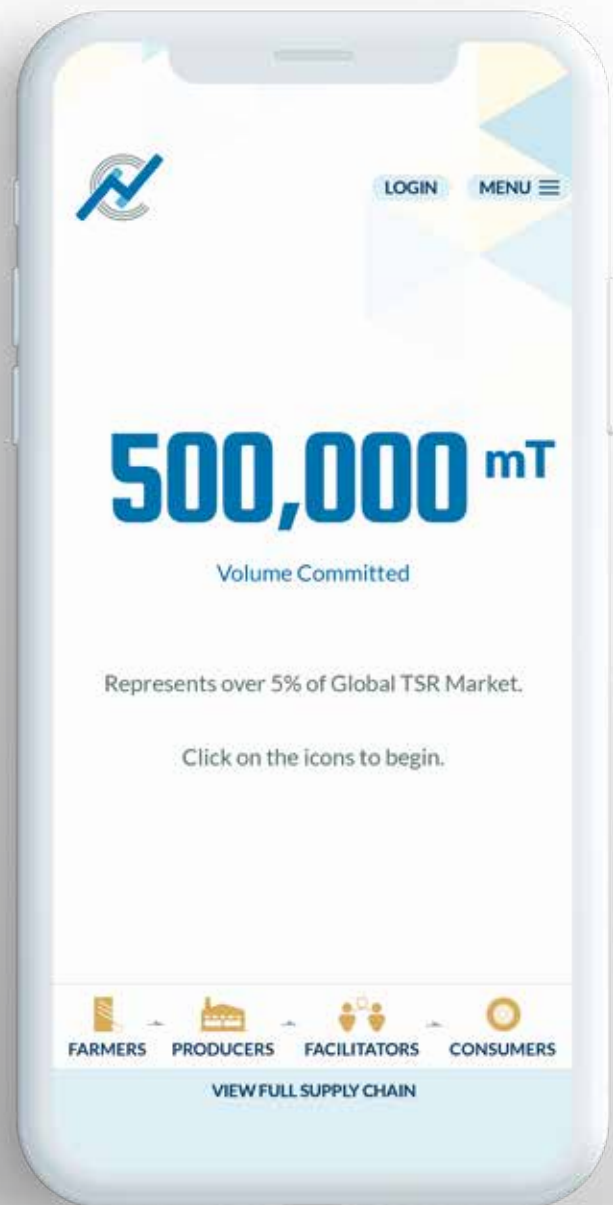 LOGIN MENU
500,000 mT
Volume Committed
Represents over 5% of Global TSR Market.
Click on the icons to begin.
FARMERS PRODUCERS FACILITATORS CONSUMERS
VIEW FULL SUPPLY CHAIN